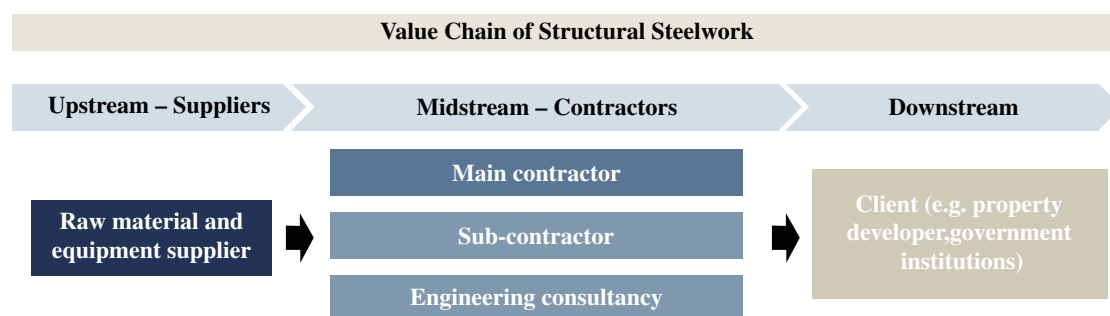 Value Chain of Structural Steelwork
Upstream – Suppliers
Midstream – Contractors
Downstream
Main contractor
Raw material and
equipment supplier
Sub-contractor
Engineering consultancy
Client (e.g. property
developer,government
institutions)